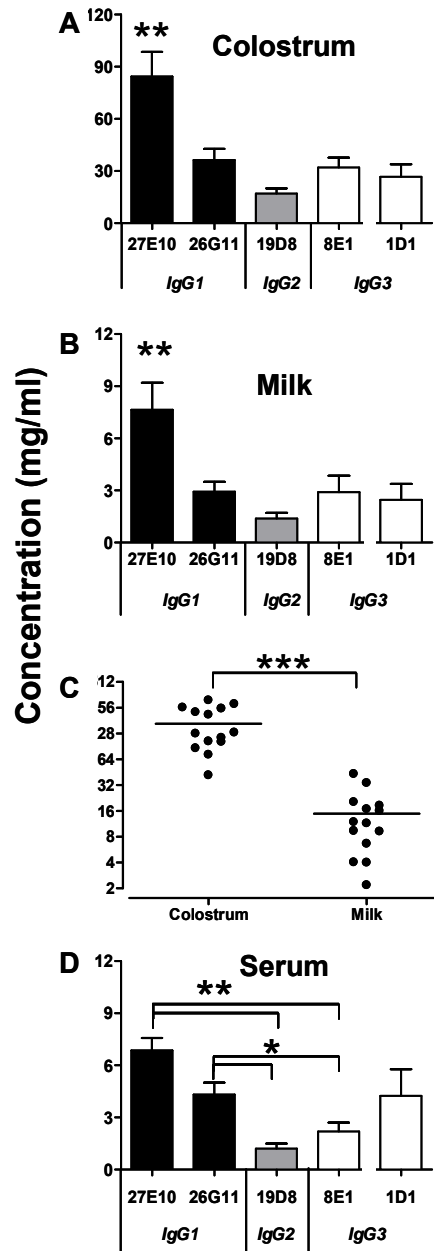 Concentration (mg/ml)
A
Colostrum
**
120
90
60
30
0
27E10 26G11 19D8 8E1 1D1
IgG1 IgG2 IgG3
B
Milk
**
12
9
6
3
0
27E10 26G11 19D8 8E1 1D1
IgG1 IgG2 IgG3
C
***
12
56
28
64
32
16
8
4
2
Colostrum Milk
D
Serum
**
*
12
9
6
3
0
27E10 26G11 19D8 8E1 1D1
IgG1 IgG2 IgG3